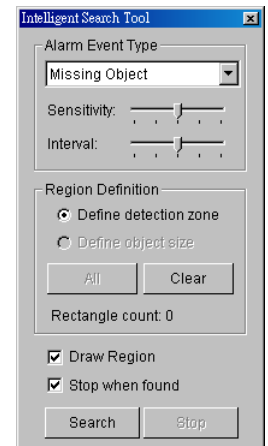 Intelligent Search Tool
Alarm Event Type
Missing Object
Sensitivity:
Interval:
Region Definition
Define detection zone
Define object size
All
Clear
Rectangle count: 0
Draw Region
Stop when found
Search
Stop